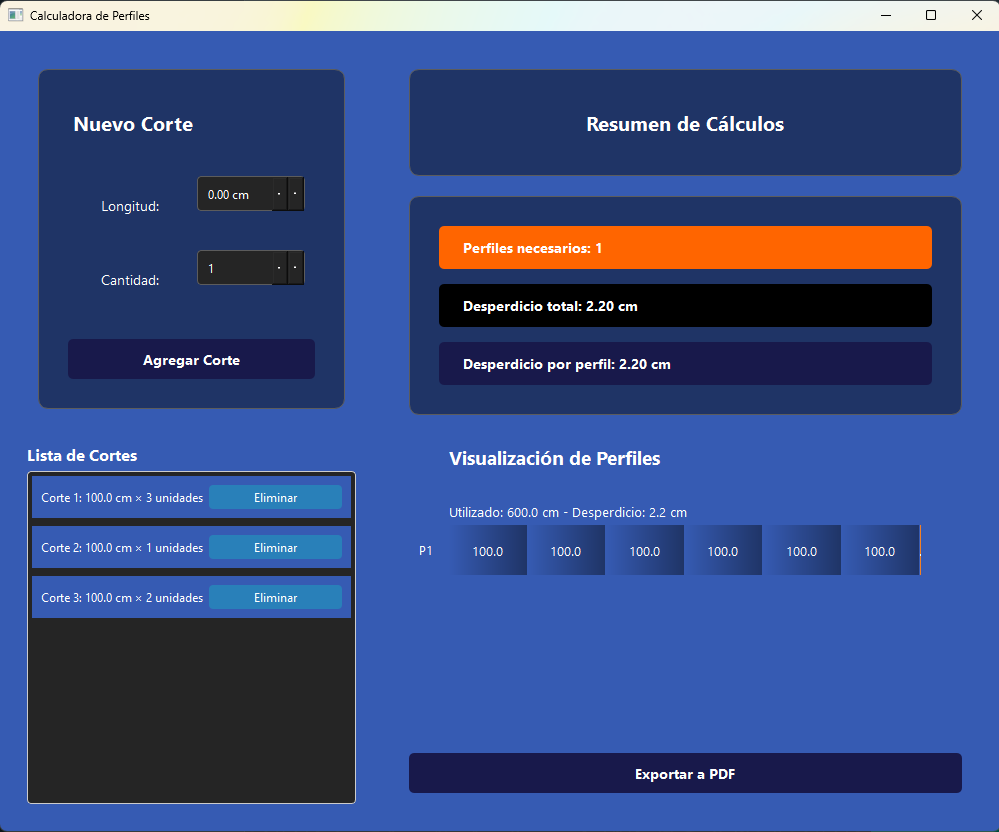 Calculadora de Perfiles
Nuevo Corte
Longitud:
0.00 cm
Cantidad:
1
Agregar Corte
Lista de Cortes
Corte 1: 100.0 cm × 3 unidades
Eliminar
Corte 2: 100.0 cm × 1 unidades
Eliminar
Corte 3: 100.0 cm × 2 unidades
Eliminar
Resumen de Cálculos
Perfiles necesarios: 1
Desperdicio total: 2.20 cm
Desperdicio por perfil: 2.20 cm
Visualización de Perfiles
Utilizado: 600.0 cm - Desperdicio: 2.2 cm
P1 100.0 100.0 100.0 100.0 100.0 100.0
Exportar a PDF